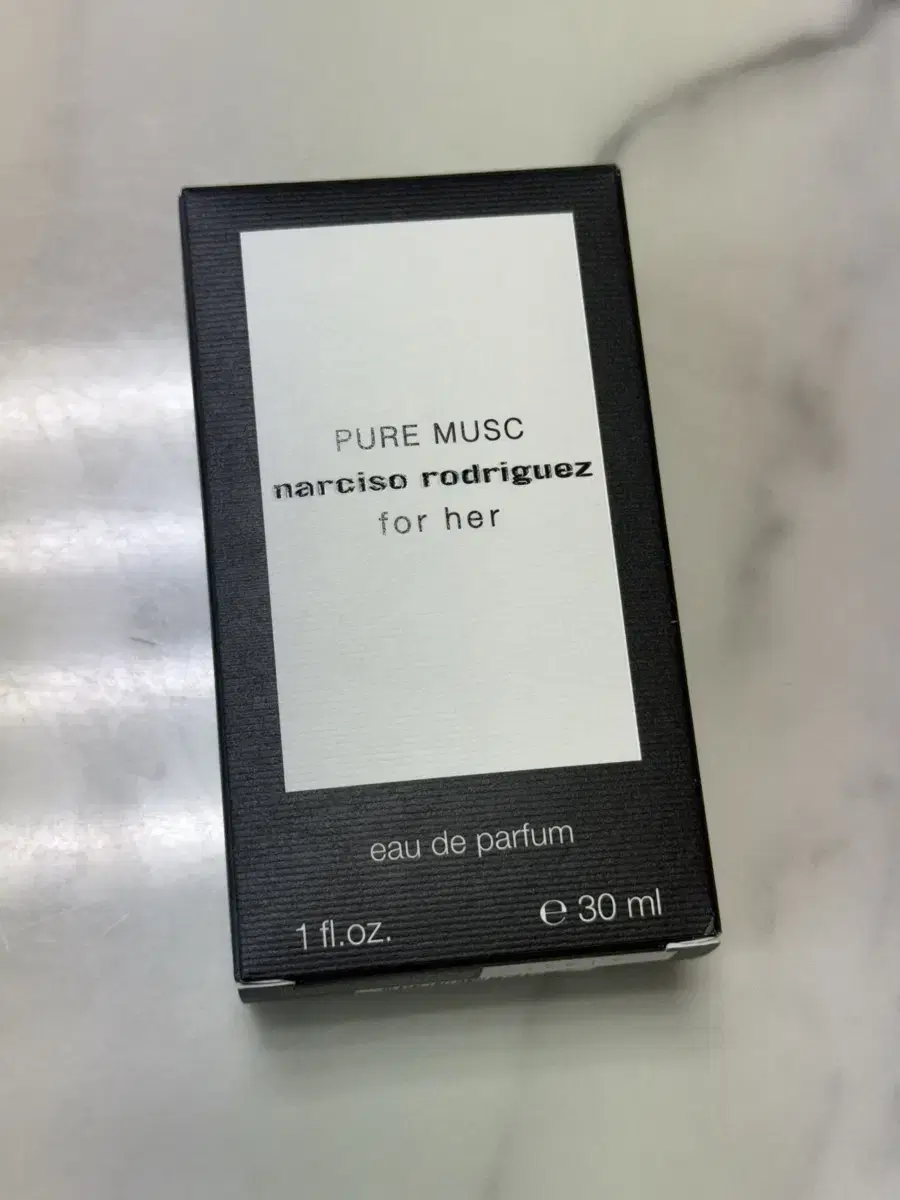 PURE MUSC
narciso rodriguez
for her
eau de parfum
1 fl.oz.
℮ 30 ml